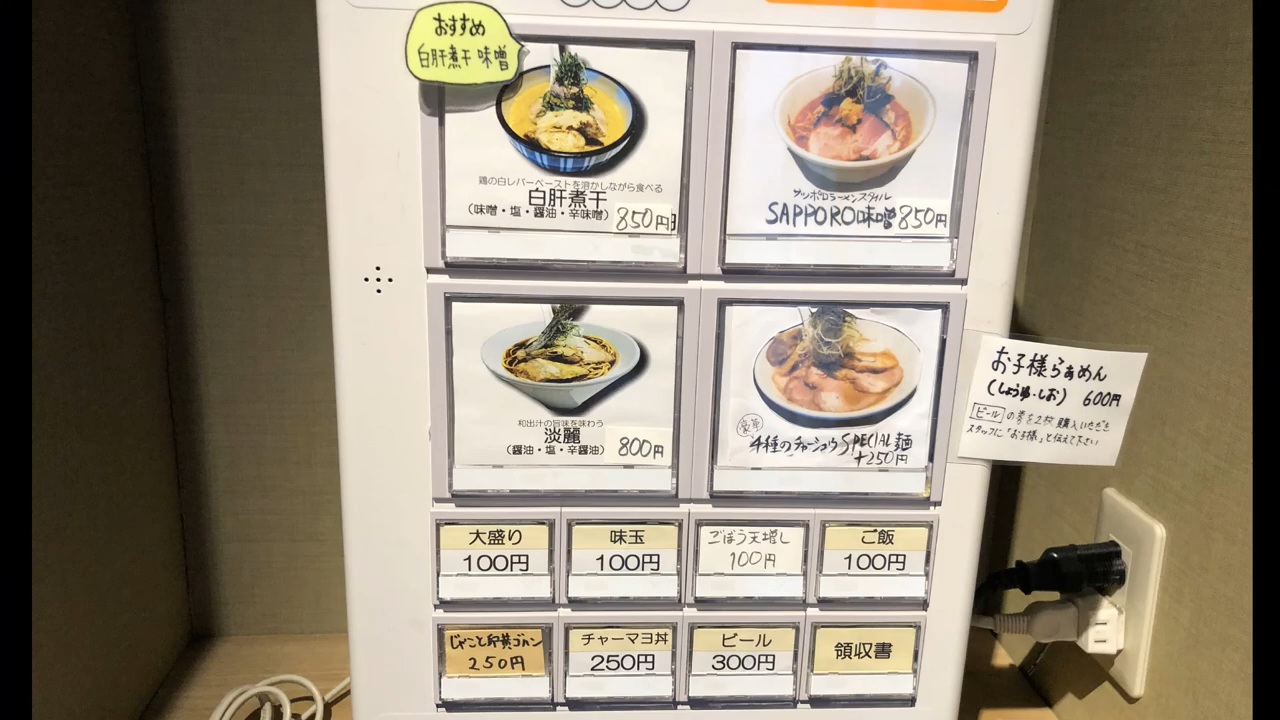 おすすめ
白肝煮干 味噌
鶏の白レバーペーストを溶かしながら食べる
白肝煮干
(味噌・塩・醤油・辛味噌) 850円
サッポロラーメンスタイル
SAPPORO味噌 850円
和出汁の旨味を味わう
淡麗
(醤油・塩・辛醤油) 800円
4種のチャーシュウSPECIAL麺
+250円
お子様らぁめん
(しょうゆ・しお) 600円
ビールの券を2枚購入いただき
スタッフに「お子様」と伝えて下さい
大盛り
100円
味玉
100円
ごぼう天増し
100円
ご飯
100円
じゃこと卵黄ゴハン
250円
チャーマヨ丼
250円
ビール
300円
領収書